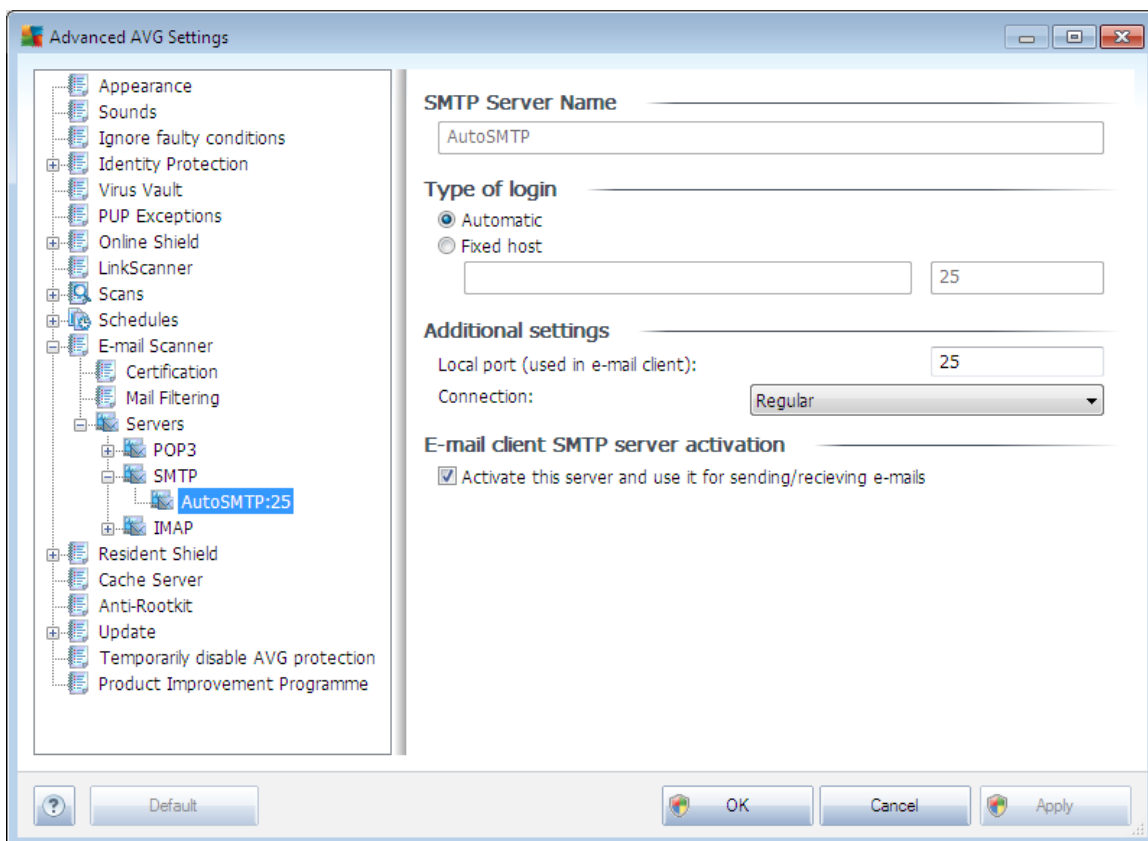 Advanced AVG Settings
Appearance
Sounds
Ignore faulty conditions
Identity Protection
Virus Vault
PUP Exceptions
Online Shield
LinkScanner
Scans
Schedules
E-mail Scanner
Certification
Mail Filtering
Servers
POP3
SMTP
AutoSMTP:25
IMAP
Resident Shield
Cache Server
Anti-Rootkit
Update
Temporarily disable AVG protection
Product Improvement Programme
SMTP Server Name
AutoSMTP
Type of login
Automatic
Fixed host
25
Additional settings
Local port (used in e-mail client): 25
Connection: Regular
E-mail client SMTP server activation
Activate this server and use it for sending/recieving e-mails
? Default OK Cancel Apply